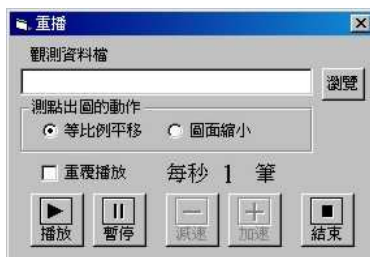 重播
觀測資料檔
瀏覽
測點出圖的動作
等比例平移 圖面縮小
重覆播放 每秒 1 筆
播放 暫停 減速 加速 結束